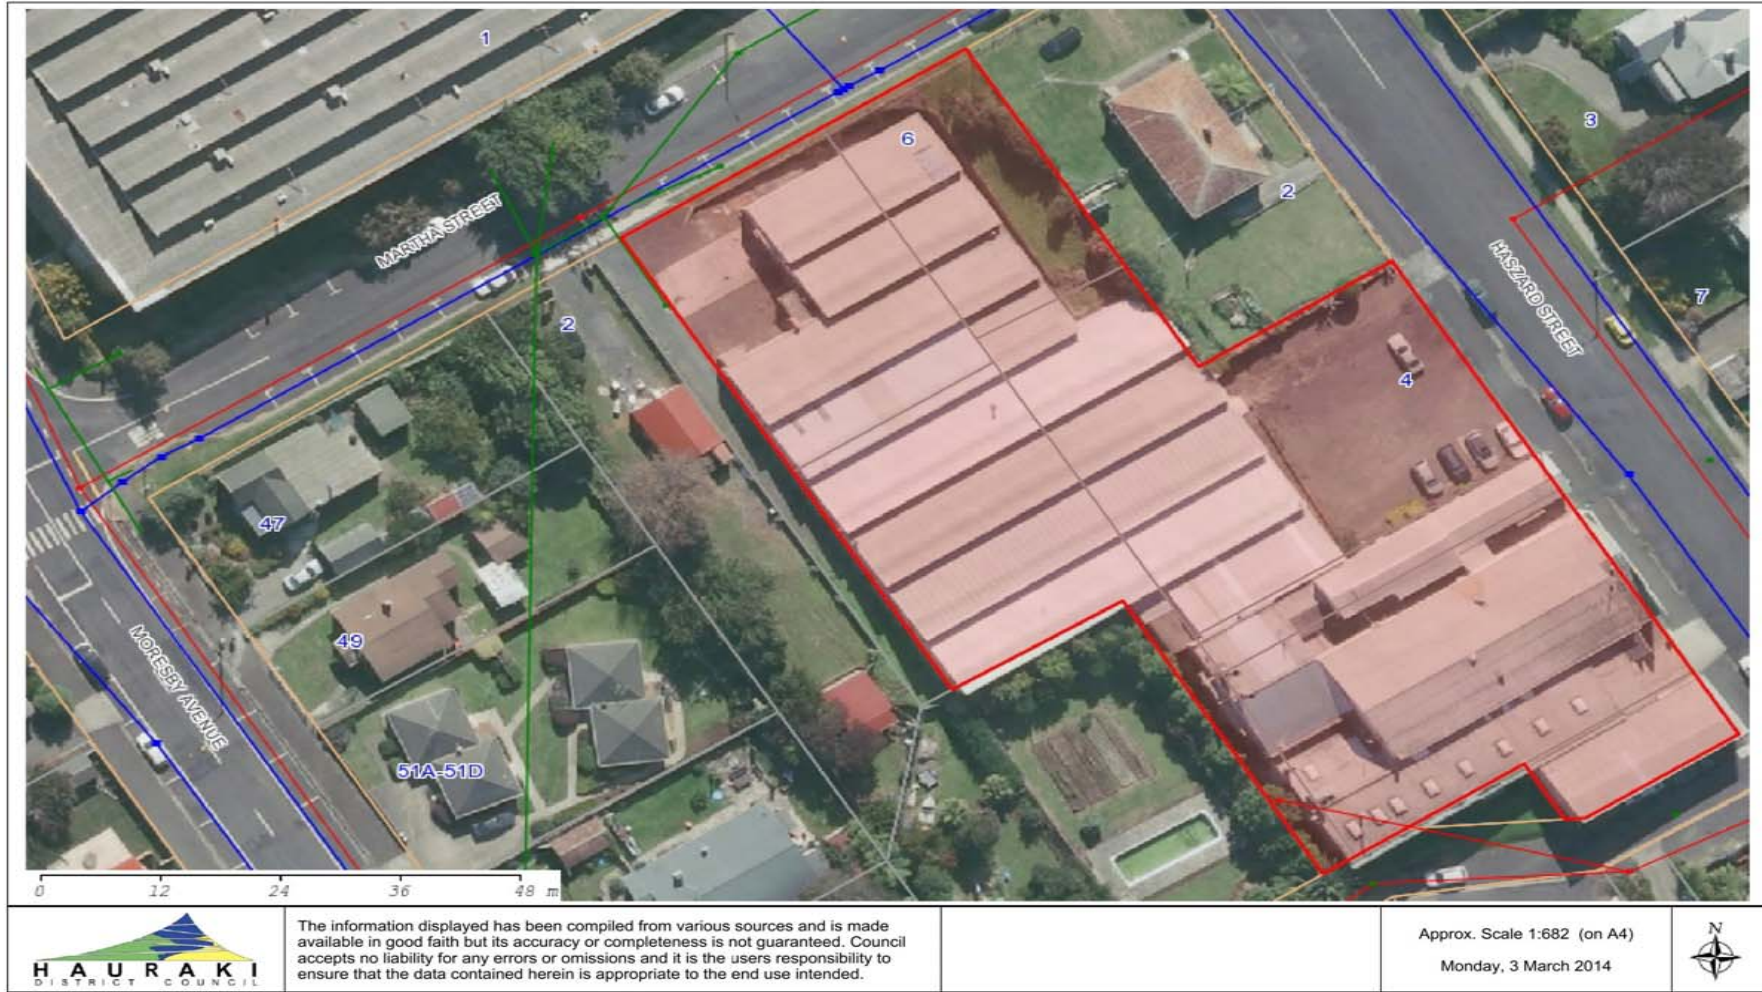 1
6
3
2
MARTHA STREET
HASZARD STREET
7
2
4
47
49
MORESBY AVENUE
51A-51D
0 12 24 36 48 m
HAURAKI
DISTRICT COUNCIL
The information displayed has been compiled from various sources and is made
available in good faith but its accuracy or completeness is not guaranteed. Council
accepts no liability for any errors or omissions and it is the users responsibility to
ensure that the data contained herein is appropriate to the end use intended.
Approx. Scale 1:682 (on A4)
Monday, 3 March 2014
N